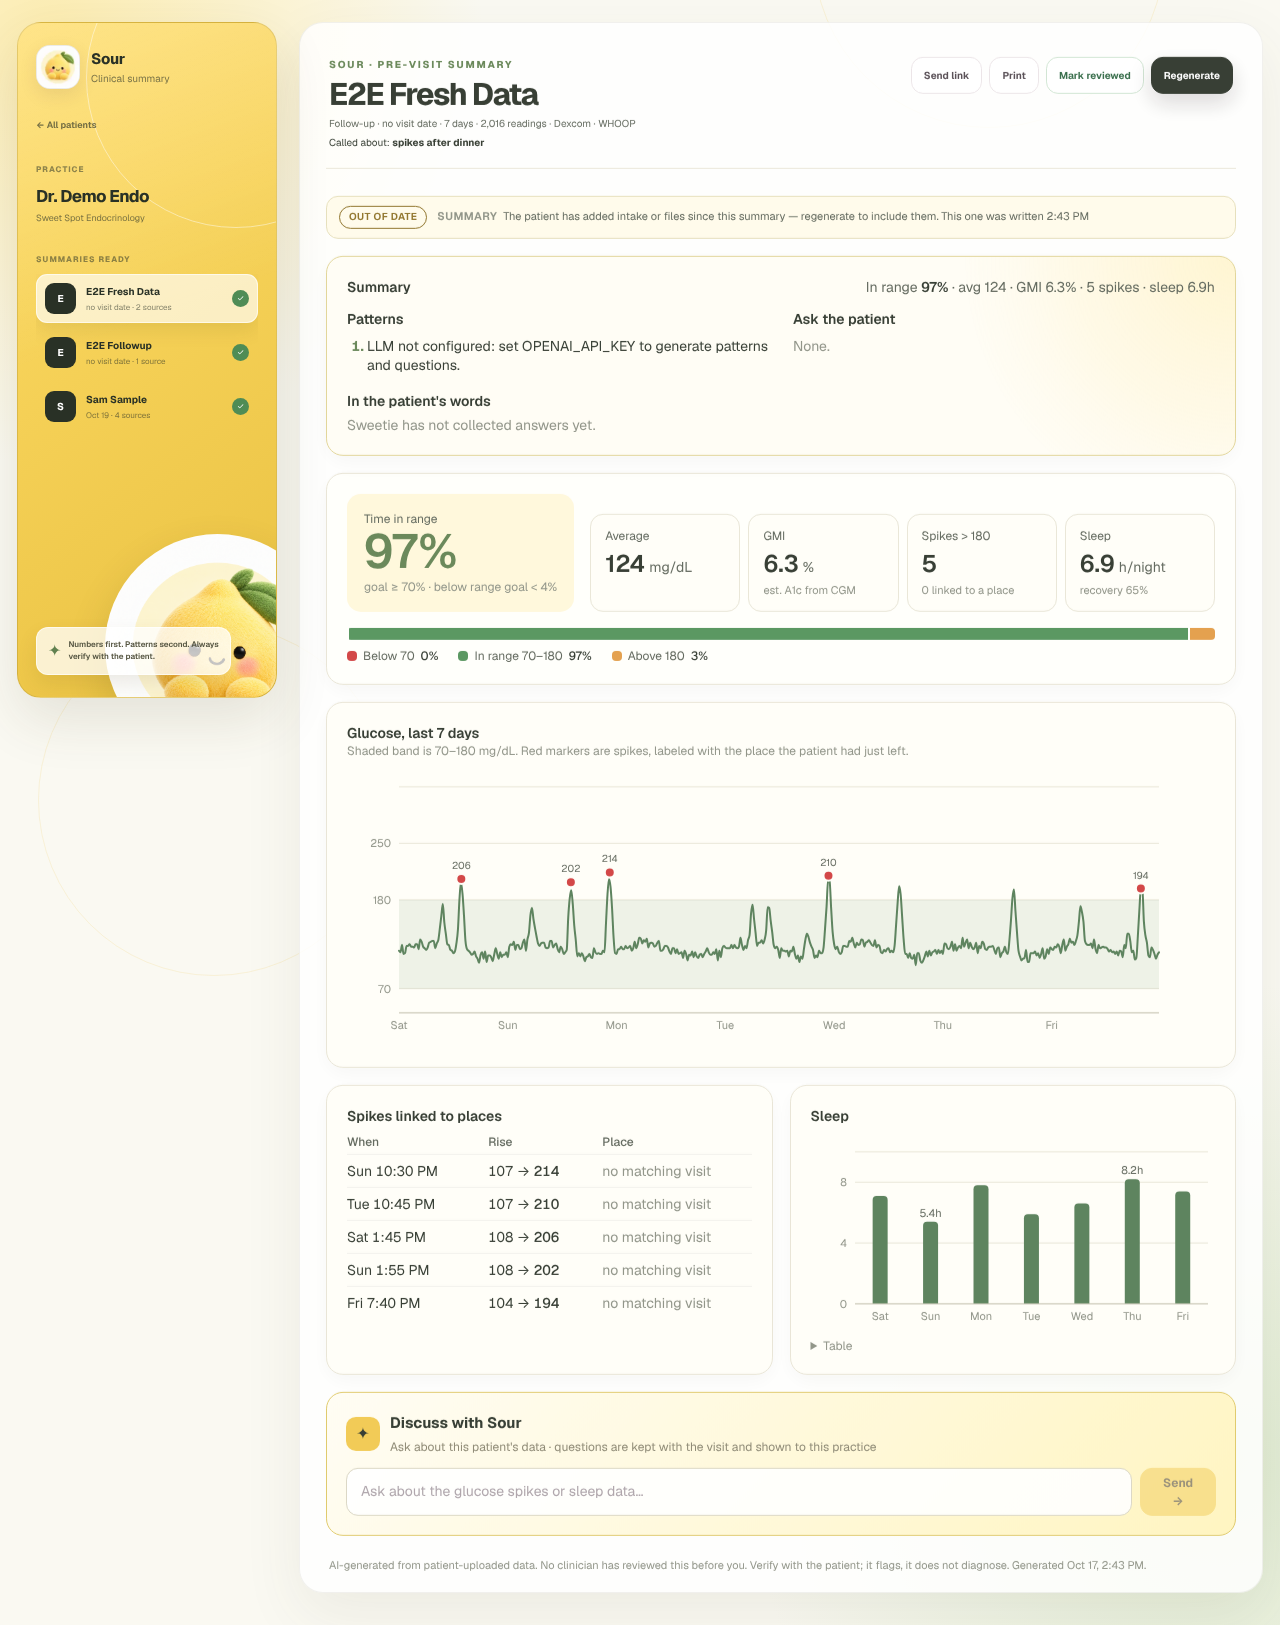 Sour
Clinical summary
← All patients
PRACTICE
Dr. Demo Endo
Sweet Spot Endocrinology
SUMMARIES READY
E
E2E Fresh Data
no visit date · 2 sources
E
E2E Followup
no visit date · 1 source
S
Sam Sample
Oct 19 · 4 sources
Numbers first. Patterns second. Always
verify with the patient.
SOUR · PRE-VISIT SUMMARY
E2E Fresh Data
Follow-up · no visit date · 7 days · 2,016 readings · Dexcom · WHOOP
Called about: spikes after dinner
Send link
Print
Mark reviewed
Regenerate
OUT OF DATE
SUMMARY The patient has added intake or files since this summary — regenerate to include them. This one was written 2:43 PM
Summary
In range 97% · avg 124 · GMI 6.3% · 5 spikes · sleep 6.9h
Patterns
1. LLM not configured: set OPENAI_API_KEY to generate patterns
and questions.
Ask the patient
None.
In the patient's words
Sweetie has not collected answers yet.
Time in range
97%
goal ≥ 70% · below range goal < 4%
Average
124 mg/dL
GMI
6.3 %
est. A1c from CGM
Spikes > 180
5
0 linked to a place
Sleep
6.9 h/night
recovery 65%
Below 70 0%
In range 70–180 97%
Above 180 3%
Glucose, last 7 days
Shaded band is 70–180 mg/dL. Red markers are spikes, labeled with the place the patient had just left.
250
180
70
206
202
214
210
194
Sat
Sun
Mon
Tue
Wed
Thu
Fri
Spikes linked to places
When Rise Place
Sun 10:30 PM 107 → 214 no matching visit
Tue 10:45 PM 107 → 210 no matching visit
Sat 1:45 PM 108 → 206 no matching visit
Sun 1:55 PM 108 → 202 no matching visit
Fri 7:40 PM 104 → 194 no matching visit
Sleep
8
4
0
5.4h
8.2h
Sat
Sun
Mon
Tue
Wed
Thu
Fri
▶ Table
Discuss with Sour
Ask about this patient's data · questions are kept with the visit and shown to this practice
Ask about the glucose spikes or sleep data…
Send
→
AI-generated from patient-uploaded data. No clinician has reviewed this before you. Verify with the patient; it flags, it does not diagnose. Generated Oct 17, 2:43 PM.